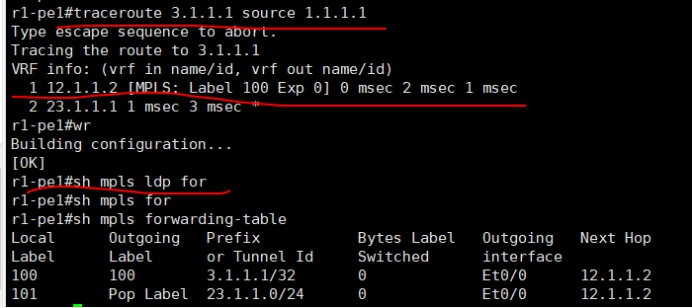 r1-pe1#traceroute 3.1.1.1 source 1.1.1.1
Type escape sequence to abort.
Tracing the route to 3.1.1.1
VRF info: (vrf in name/id, vrf out name/id)
  1 12.1.1.2 [MPLS: Label 100 Exp 0] 0 msec 2 msec 1 msec
  2 23.1.1.1 1 msec 3 msec *
r1-pe1#wr
Building configuration...
[OK]
r1-pe1#sh mpls ldp for
r1-pe1#sh mpls for
r1-pe1#sh mpls forwarding-table
Local      Outgoing   Prefix           Bytes Label   Outgoing   Next Hop
Label      Label      or Tunnel Id     Switched      interface
100        100        3.1.1.1/32       0             Et0/0      12.1.1.2
101        Pop Label  23.1.1.0/24      0             Et0/0      12.1.1.2